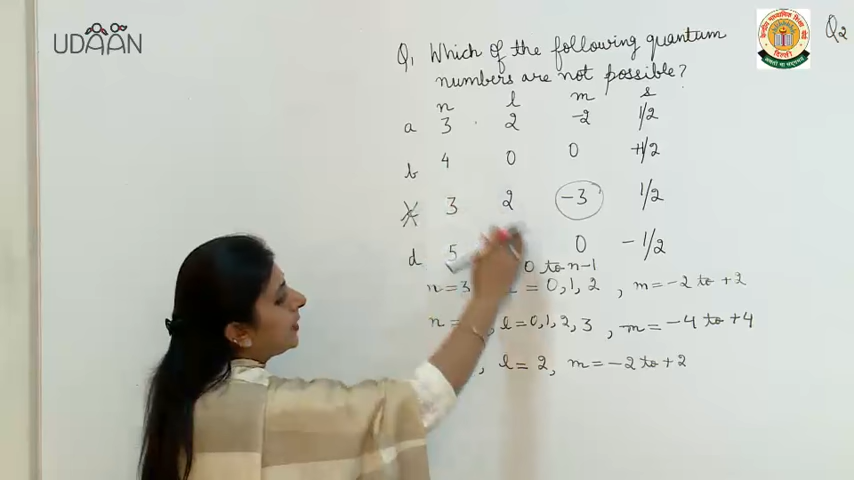 UDAAN
Q1 Which of the following quantum
Q2
numbers are not possible?
n l m s
a 3 2 -2 1/2
b 4 0 0 +1/2
c 3 2 -3 1/2
d 5 0 -1/2
0 to n-1
n=3 = 0,1,2 , m= -2 to +2
n= , l=0,1,2,3 , m= -4 to +4
, l= 2, m= -2 to +2